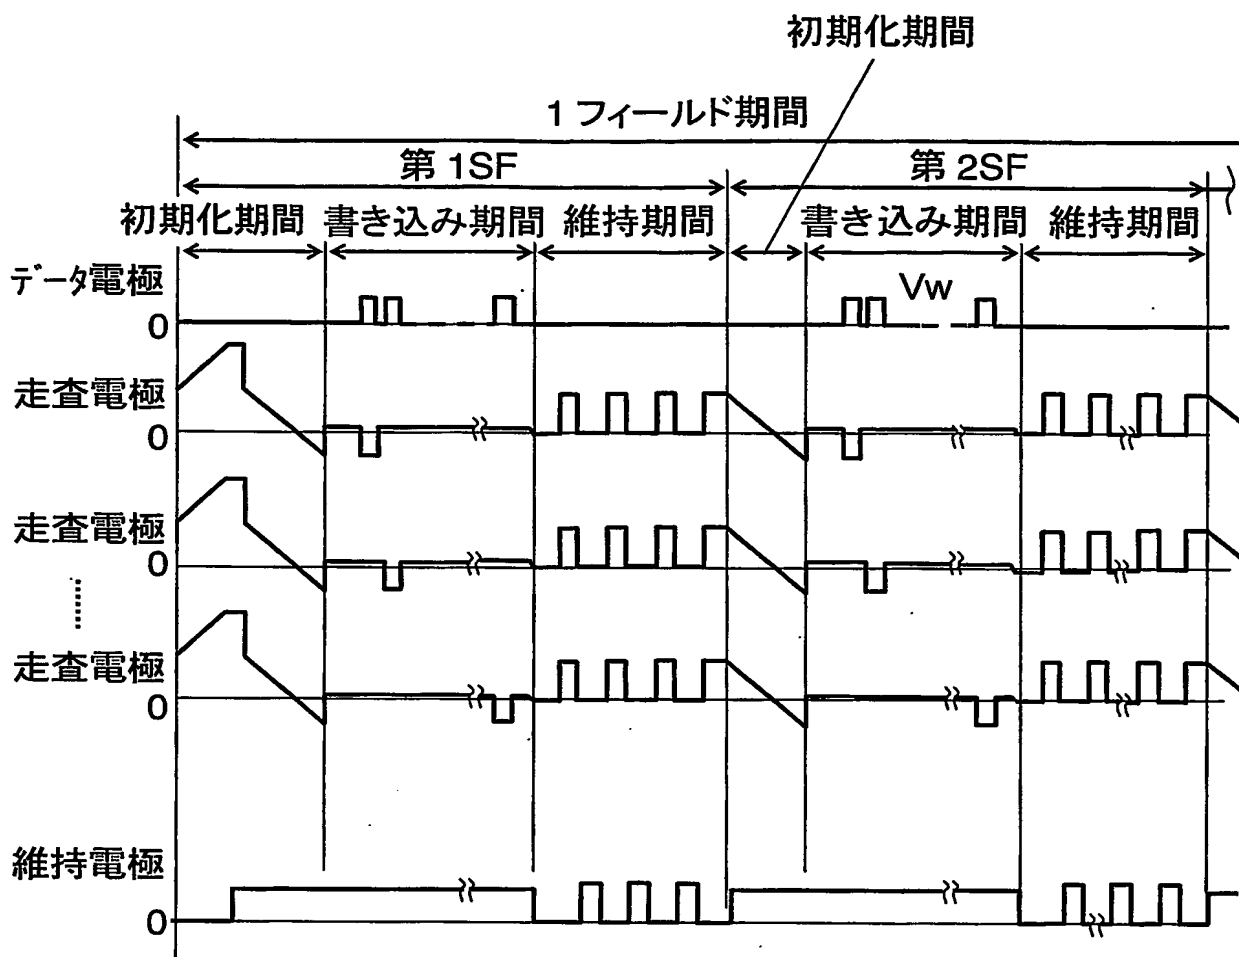 初期化期間
1フィールド期間
第1SF 第2SF
初期化期間 書き込み期間 維持期間 書き込み期間 維持期間
データ電極
Vw
0
走査電極
0
走査電極
0
走査電極
0
維持電極
0